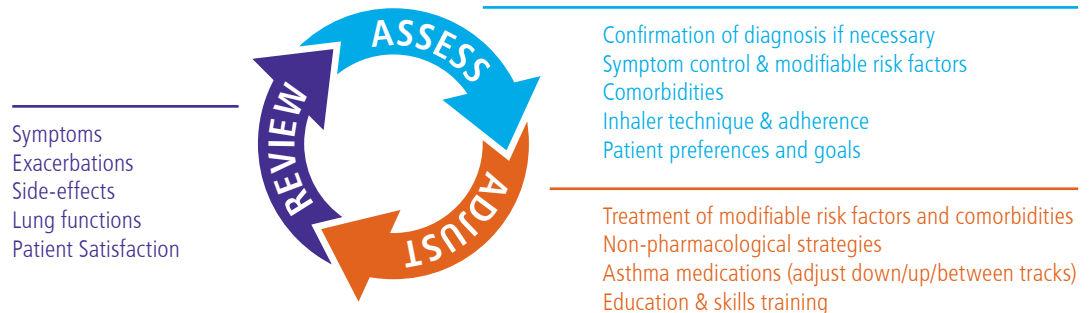 ASSESS
Confirmation of diagnosis if necessary
Symptom control & modifiable risk factors
Comorbidities
Inhaler technique & adherence
Patient preferences and goals
ADJUST
Treatment of modifiable risk factors and comorbidities
Non-pharmacological strategies
Asthma medications (adjust down/up/between tracks)
Education & skills training
REVIEW
Symptoms
Exacerbations
Side-effects
Lung functions
Patient Satisfaction